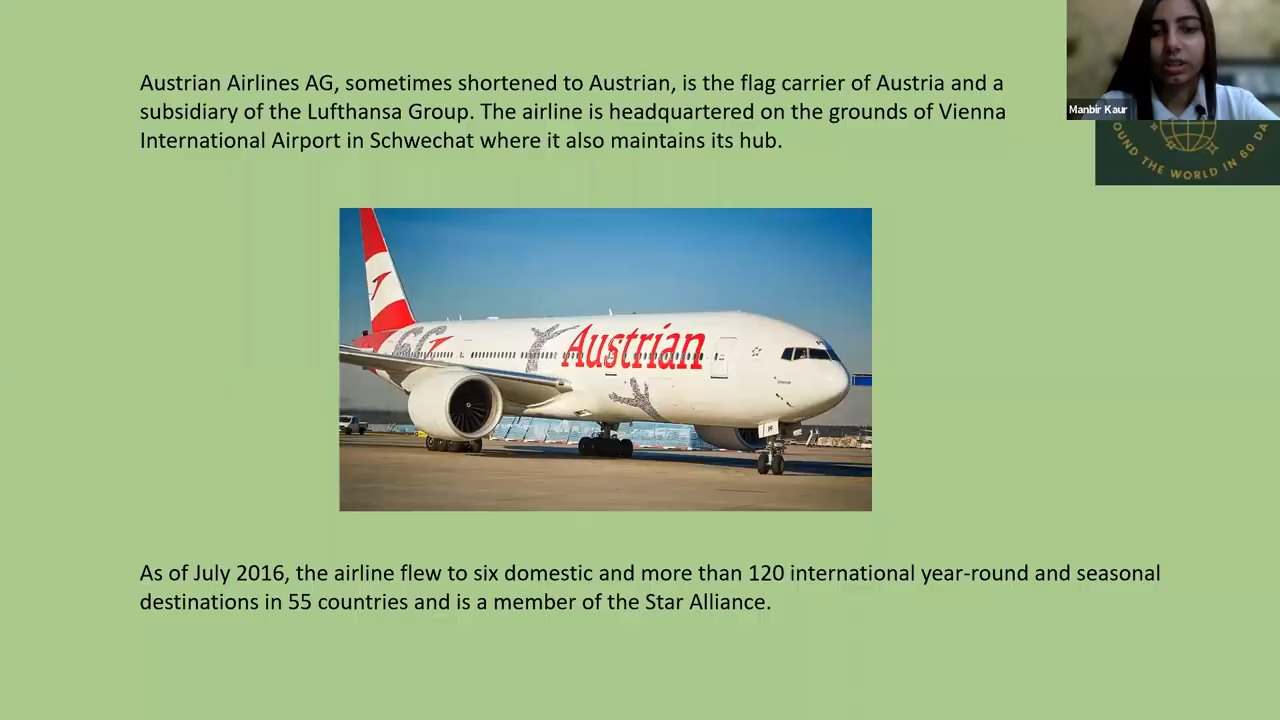 Austrian Airlines AG, sometimes shortened to Austrian, is the flag carrier of Austria and a
subsidiary of the Lufthansa Group. The airline is headquartered on the grounds of Vienna
International Airport in Schwechat where it also maintains its hub.
Manbir Kaur
OUND THE WORLD IN 60 DA
Austrian
As of July 2016, the airline flew to six domestic and more than 120 international year-round and seasonal
destinations in 55 countries and is a member of the Star Alliance.